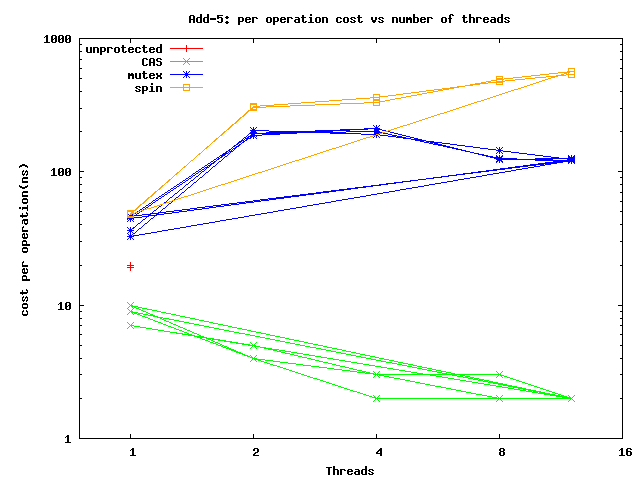 Add-5: per operation cost vs number of threads
1000
100
10
1
cost per operation(ns)
unprotected
CAS
mutex
spin
1 2 4 8 16
Threads